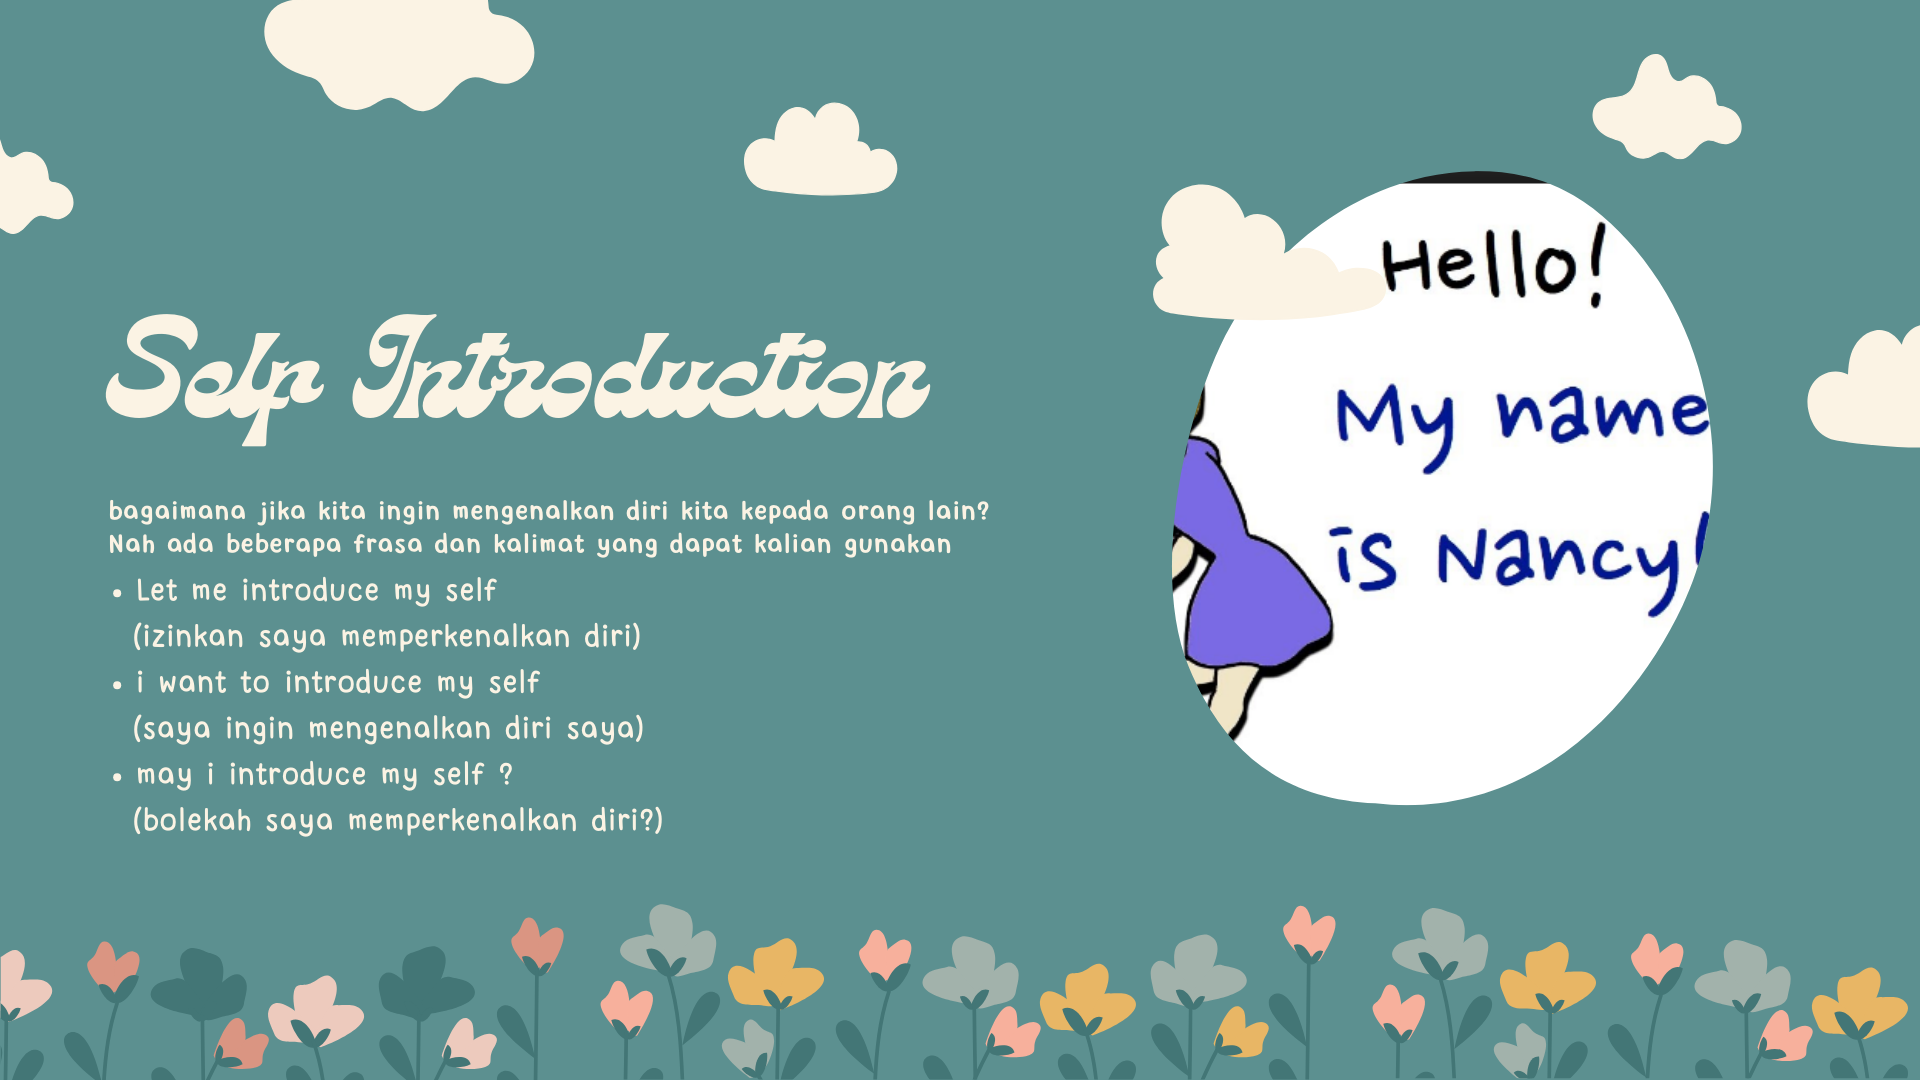 Self Introduction
bagaimana jika kita ingin mengenalkan diri kita kepada orang lain?
Nah ada beberapa frasa dan kalimat yang dapat kalian gunakan
• Let me introduce my self
(izinkan saya memperkenalkan diri)
• i want to introduce my self
(saya ingin mengenalkan diri saya)
• may i introduce my self ?
(bolekah saya memperkenalkan diri?)
Hello!
My name
is Nancy!